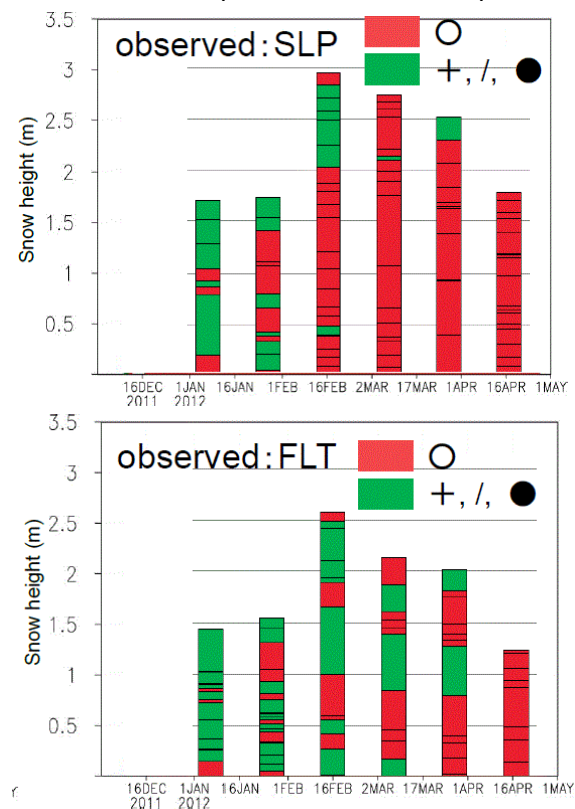 observed:SLP
○
+, /, ●
Snow height (m)
3.5
3
2.5
2
1.5
1
0.5
16DEC 1JAN 16JAN 1FEB 16FEB 2MAR 17MAR 1APR 16APR 1MAY
2011 2012
observed:FLT
○
+, /, ●
Snow height (m)
3.5
3
2.5
2
1.5
1
0.5
16DEC 1JAN 16JAN 1FEB 16FEB 2MAR 17MAR 1APR 16APR 1MAY
2011 2012